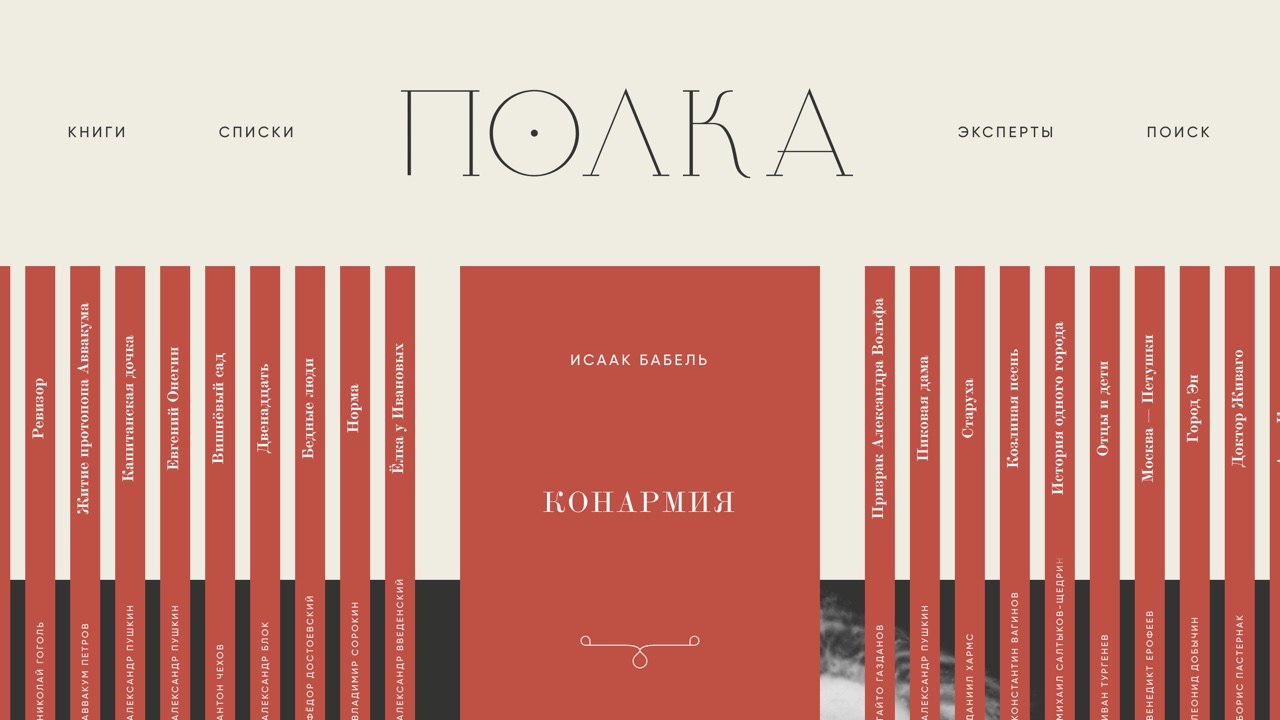 КНИГИ
СПИСКИ
ПОЛКА
ЭКСПЕРТЫ
ПОИСК
Ревизор
НИКОЛАЙ ГОГОЛЬ
Житие протопопа Аввакума
АВВАКУМ ПЕТРОВ
Капитанская дочка
АЛЕКСАНДР ПУШКИН
Евгений Онегин
АЛЕКСАНДР ПУШКИН
Вишнёвый сад
АНТОН ЧЕХОВ
Двенадцать
АЛЕКСАНДР БЛОК
Бедные люди
ФЁДОР ДОСТОЕВСКИЙ
Норма
ВЛАДИМИР СОРОКИН
Ёлка у Ивановых
АЛЕКСАНДР ВВЕДЕНСКИЙ
ИСААК БАБЕЛЬ
КОНАРМИЯ
Призрак Александра Вольфа
ГАЙТО ГАЗДАНОВ
Пиковая дама
АЛЕКСАНДР ПУШКИН
Старуха
ДАНИИЛ ХАРМС
Козлиная песнь
КОНСТАНТИН ВАГИНОВ
История одного города
МИХАИЛ САЛТЫКОВ-ЩЕДРИН
Отцы и дети
ИВАН ТУРГЕНЕВ
Москва — Петушки
ВЕНЕДИКТ ЕРОФЕЕВ
Город Эн
ЛЕОНИД ДОБЫЧИН
Доктор Живаго
БОРИС ПАСТЕРНАК